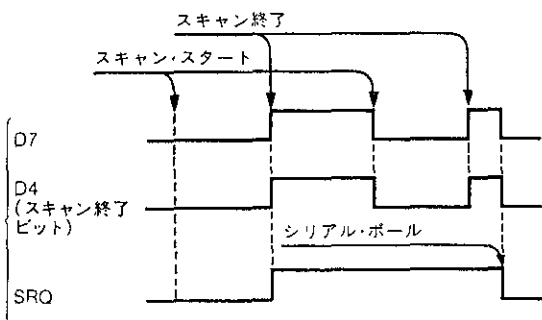 スキャン終了
スキャン・スタート
D7
D4
(スキャン終了
ビット)
シリアル・ポール
SRQ